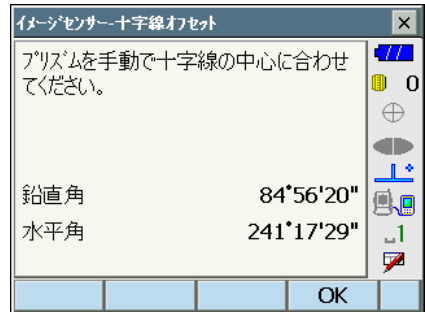 ｲﾒｰｼﾞｾﾝｻｰ-十字線ｵﾌｾｯﾄ
ﾌﾟﾘｽﾞﾑを手動で十字線の中心に合わせ
てください。
0
鉛直角 84°56'20"
水平角 241°17'29"
1
OK